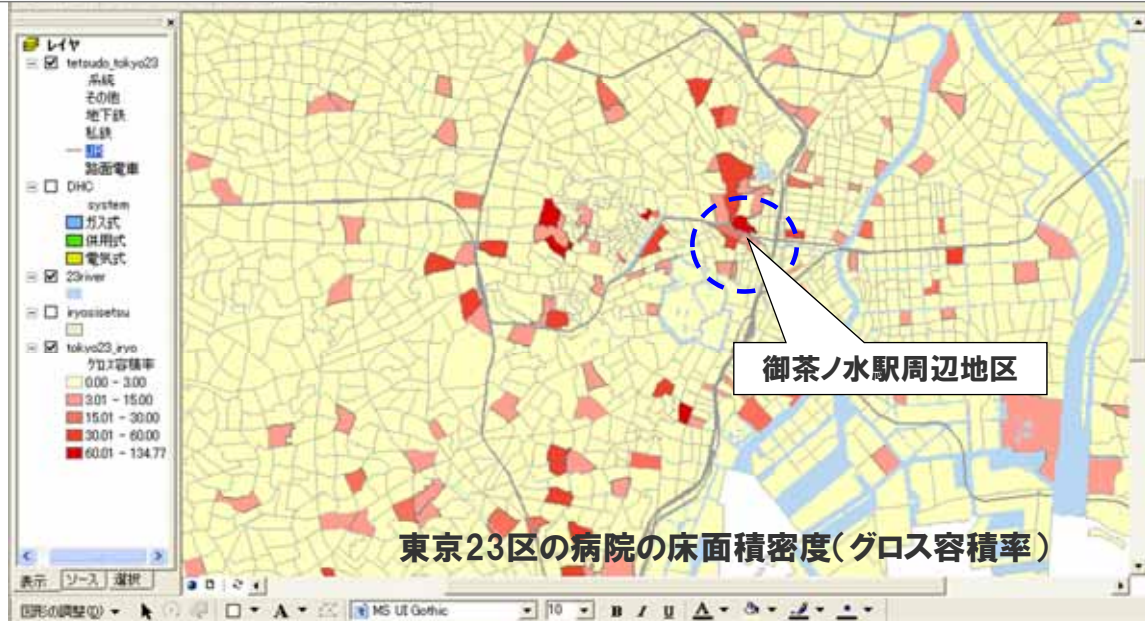 レイヤ
tetsudo_tokyo23
系統
その他
地下鉄
私鉄
JR
路面電車
DHC
system
ガス式
併用式
電気式
23river
iryosisetsu
tokyo23_iryo
グロス容積率
0.00 - 3.00
3.01 - 15.00
15.01 - 30.00
30.01 - 60.00
60.01 - 134.77
御茶ノ水駅周辺地区
東京23区の病院の床面積密度(グロス容積率)
表示 ソース 選択
図形の調整(D) A MS UI Gothic 10 B I U A